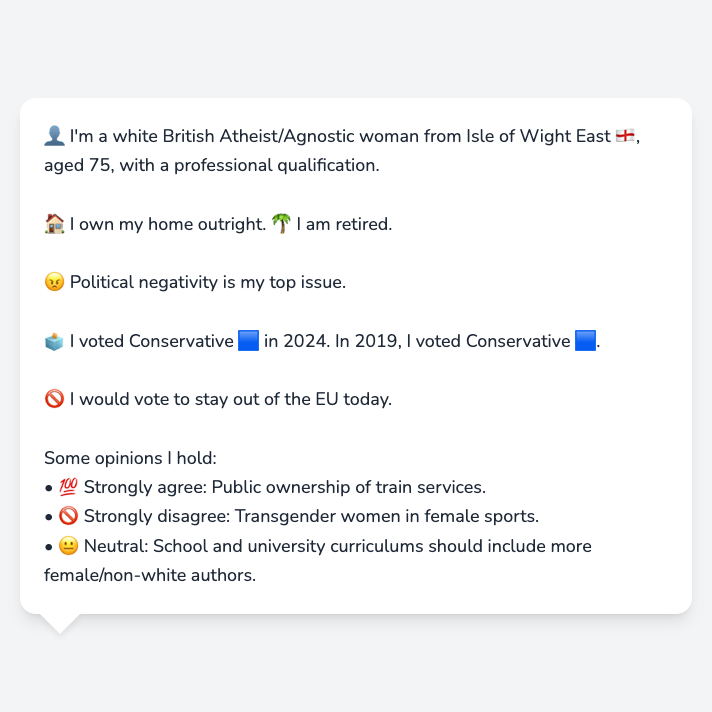 👤 I'm a white British Atheist/Agnostic woman from Isle of Wight East 🏴󠁧󠁢󠁥󠁮󠁧󠁿,
aged 75, with a professional qualification.
🏠 I own my home outright. 🌴 I am retired.
😠 Political negativity is my top issue.
🗳️ I voted Conservative 🟦 in 2024. In 2019, I voted Conservative 🟦.
🚫 I would vote to stay out of the EU today.
Some opinions I hold:
• 💯 Strongly agree: Public ownership of train services.
• 🚫 Strongly disagree: Transgender women in female sports.
• 😐 Neutral: School and university curriculums should include more
female/non-white authors.